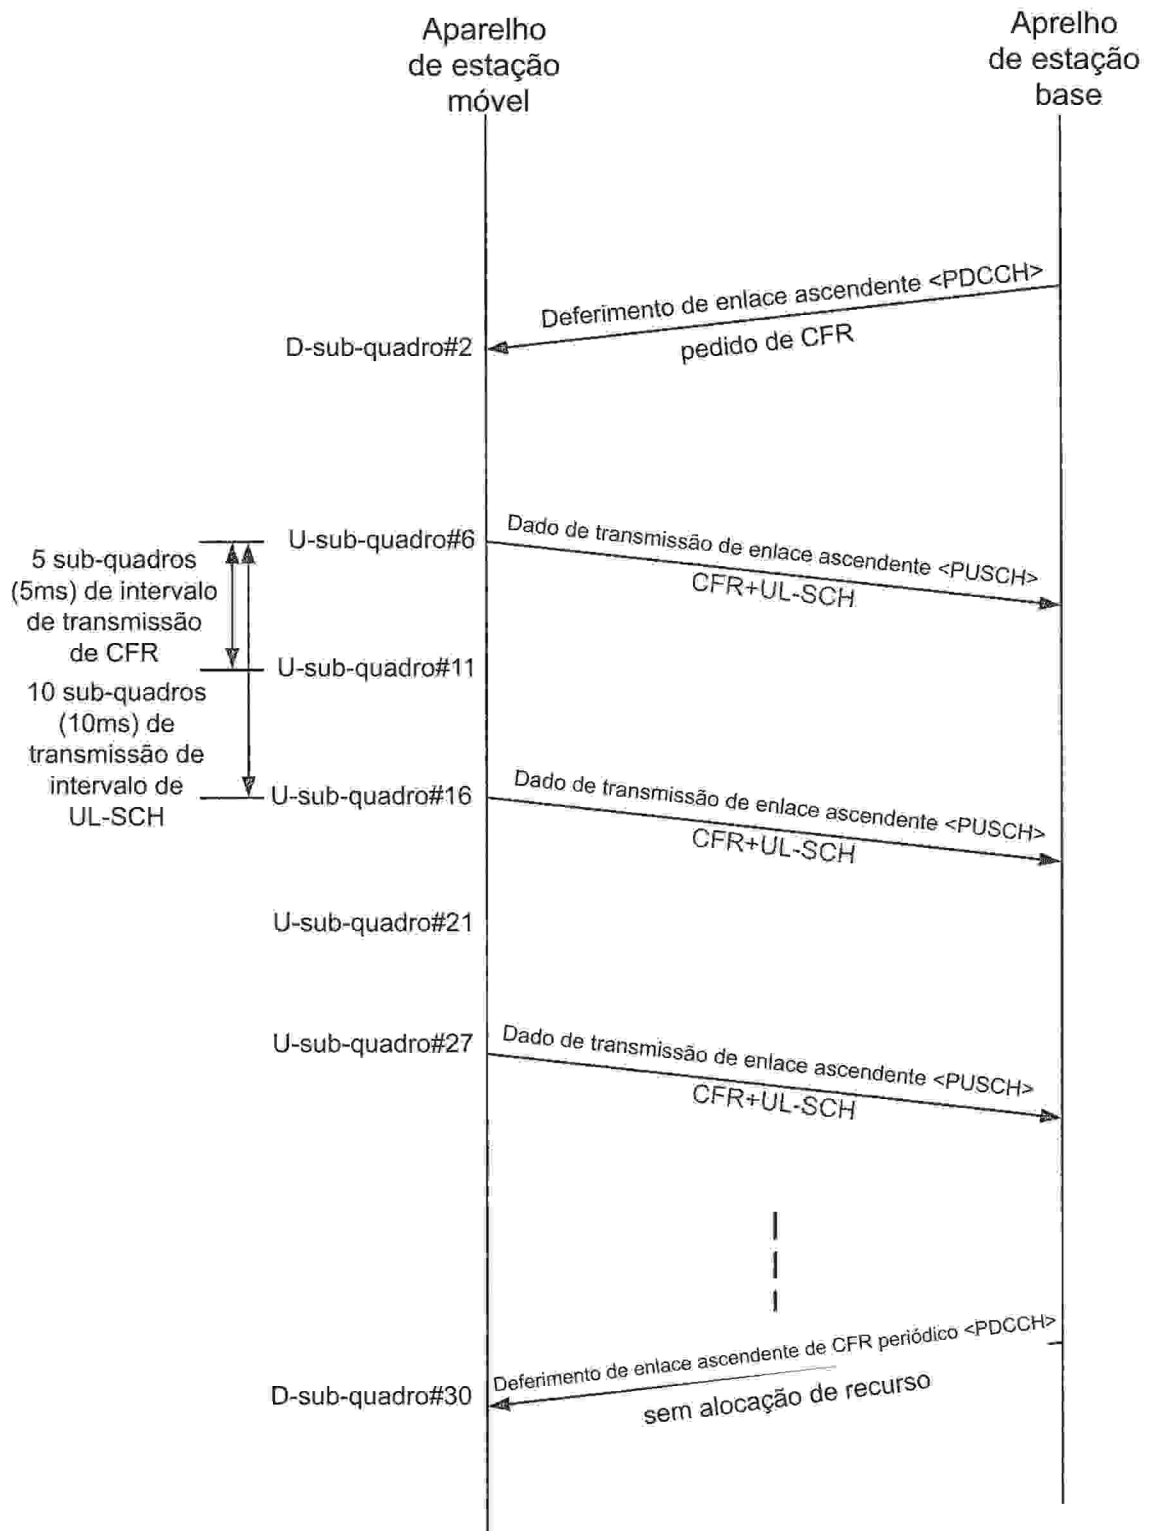 Aparelho
de estação
móvel
Aprelho
de estação
base
Deferimento de enlace ascendente <PDCCH>
D-sub-quadro#2
pedido de CFR
U-sub-quadro#6
Dado de transmissão de enlace ascendente <PUSCH>
CFR+UL-SCH
5 sub-quadros
(5ms) de intervalo
de transmissão
de CFR
U-sub-quadro#11
10 sub-quadros
(10ms) de
transmissão de
intervalo de
UL-SCH
U-sub-quadro#16
Dado de transmissão de enlace ascendente <PUSCH>
CFR+UL-SCH
U-sub-quadro#21
U-sub-quadro#27
Dado de transmissão de enlace ascendente <PUSCH>
CFR+UL-SCH
Deferimento de enlace ascendente de CFR periódico <PDCCH>
D-sub-quadro#30
sem alocação de recurso